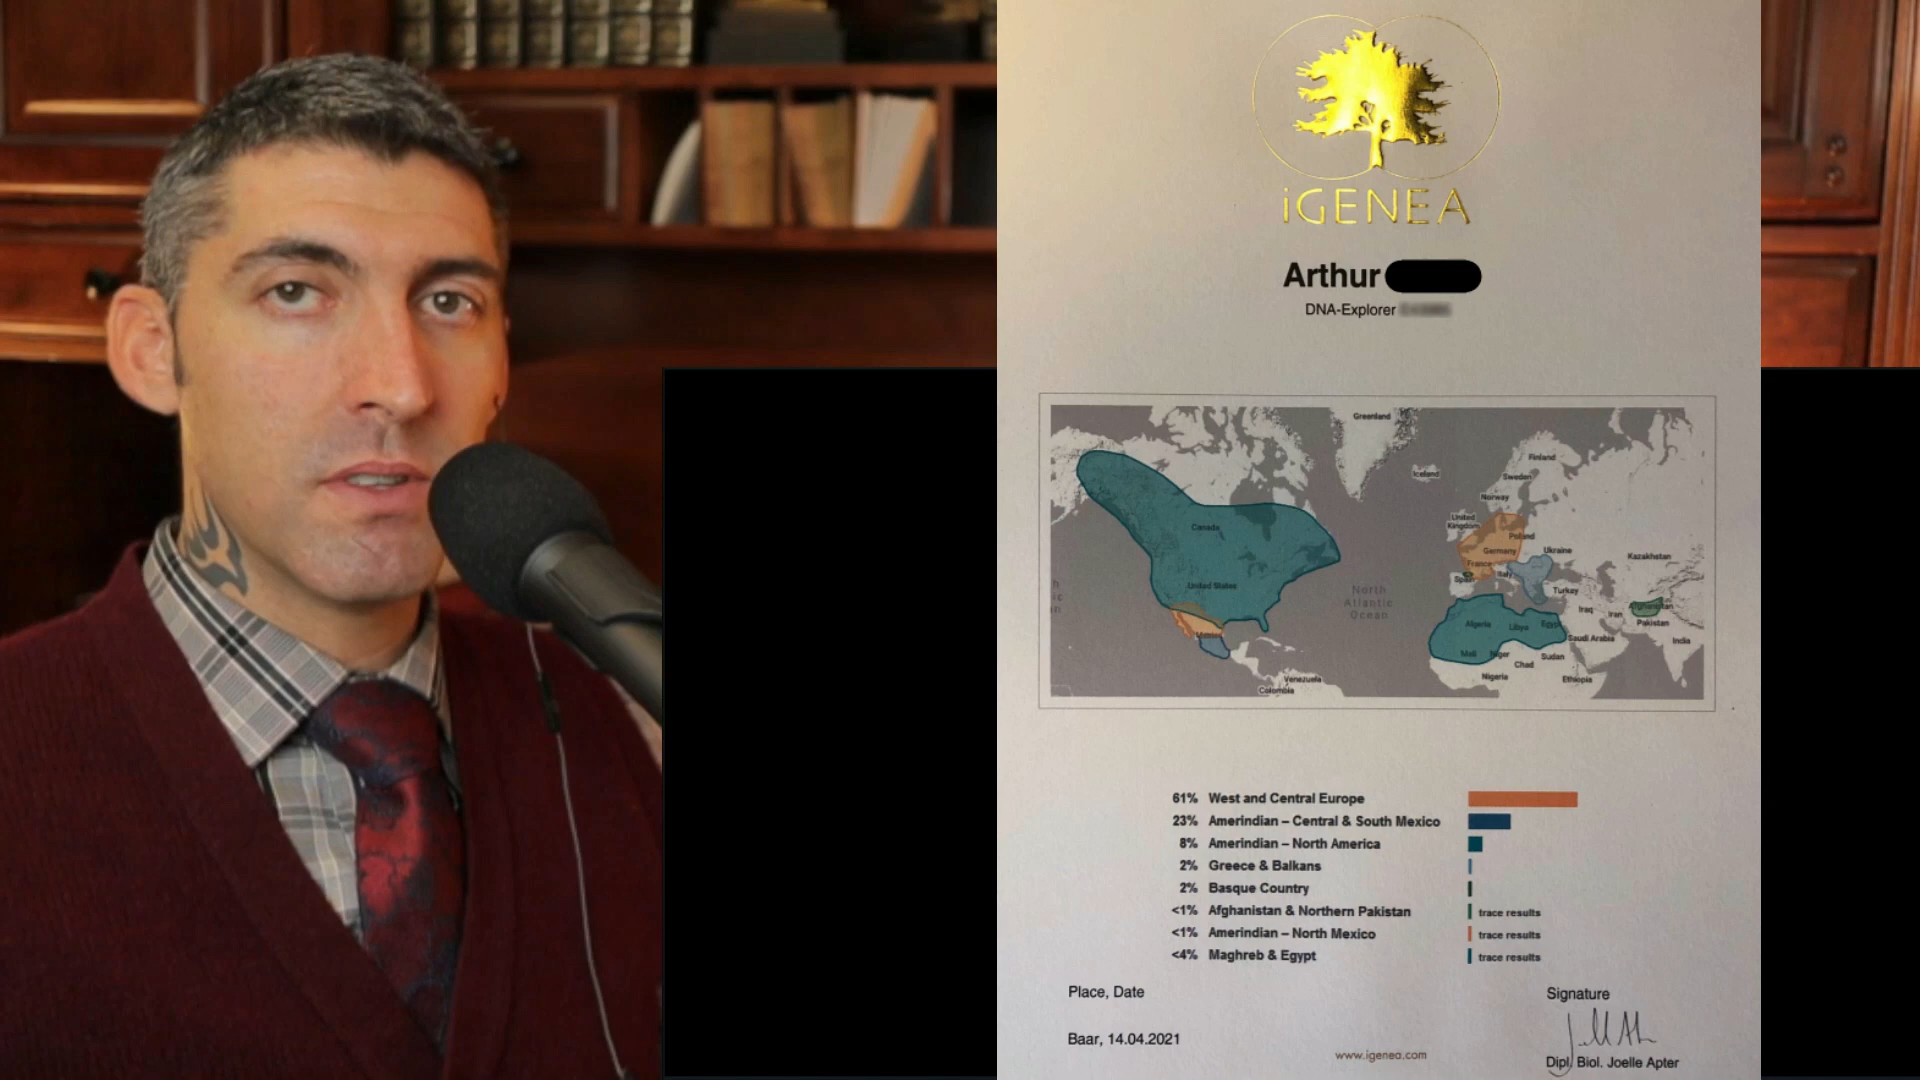 iGENEA
Arthur
DNA-Explorer
Greenland
Iceland
Finland
Sweden
Norway
United
Kingdom
Poland
Canada
Germany
Ukraine
Kazakhstan
France
Italy
Spain
United States
Turkey
North
Atlantic
Ocean
Iraq
Iran
Afghanistan
Pakistan
Algeria
Libya
Egypt
Saudi Arabia
India
Mexico
Mali
Niger
Sudan
Chad
Venezuela
Nigeria
Ethiopia
Colombia
61% West and Central Europe
23% Amerindian – Central & South Mexico
8% Amerindian – North America
2% Greece & Balkans
2% Basque Country
<1% Afghanistan & Northern Pakistan trace results
<1% Amerindian – North Mexico trace results
<4% Maghreb & Egypt trace results
Place, Date
Signature
Baar, 14.04.2021
www.igenea.com
Dipl. Biol. Joelle Apter